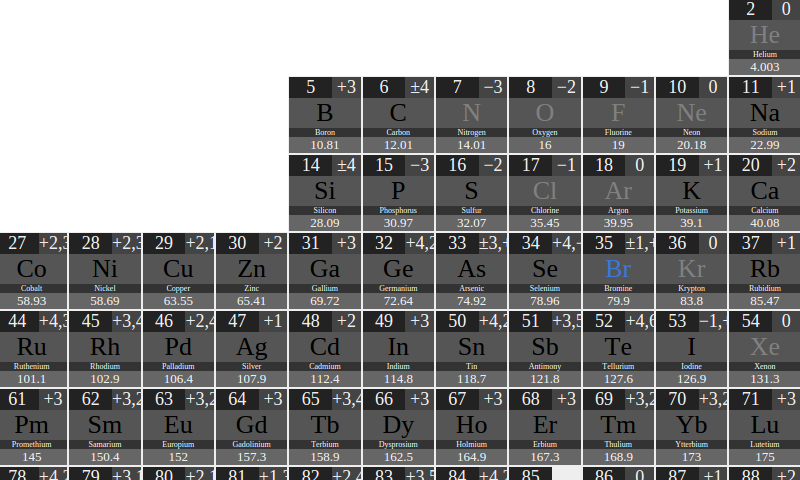 2 0
He
Helium
4.003
5 +3 6 ±4 7 −3 8 −2 9 −1 10 0 11 +1
B C N O F Ne Na
Boron Carbon Nitrogen Oxygen Fluorine Neon Sodium
10.81 12.01 14.01 16 19 20.18 22.99
14 ±4 15 −3 16 −2 17 −1 18 0 19 +1 20 +2
Si P S Cl Ar K Ca
Silicon Phosphorus Sulfur Chlorine Argon Potassium Calcium
28.09 30.97 32.07 35.45 39.95 39.1 40.08
27 +2,3 28 +2,3 29 +2,1 30 +2 31 +3 32 +4,2 33 ±3,+ 34 +4,− 35 ±1,+ 36 0 37 +1
Co Ni Cu Zn Ga Ge As Se Br Kr Rb
Cobalt Nickel Copper Zinc Gallium Germanium Arsenic Selenium Bromine Krypton Rubidium
58.93 58.69 63.55 65.41 69.72 72.64 74.92 78.96 79.9 83.8 85.47
44 +4,3 45 +3,4 46 +2,4 47 +1 48 +2 49 +3 50 +4,2 51 +3,5 52 +4,6 53 −1,+ 54 0
Ru Rh Pd Ag Cd In Sn Sb Te I Xe
Ruthenium Rhodium Palladium Silver Cadmium Indium Tin Antimony Tellurium Iodine Xenon
101.1 102.9 106.4 107.9 112.4 114.8 118.7 121.8 127.6 126.9 131.3
61 +3 62 +3,2 63 +3,2 64 +3 65 +3,4 66 +3 67 +3 68 +3 69 +3,2 70 +3,2 71 +3
Pm Sm Eu Gd Tb Dy Ho Er Tm Yb Lu
Promethium Samarium Europium Gadolinium Terbium Dysprosium Holmium Erbium Thulium Ytterbium Lutetium
145 150.4 152 157.3 158.9 162.5 164.9 167.3 168.9 173 175
78 +4,2 79 +3,1 80 +2,1 81 +1,3 82 +2,4 83 +3,5 84 +4,2 85 86 0 87 +1 88 +2